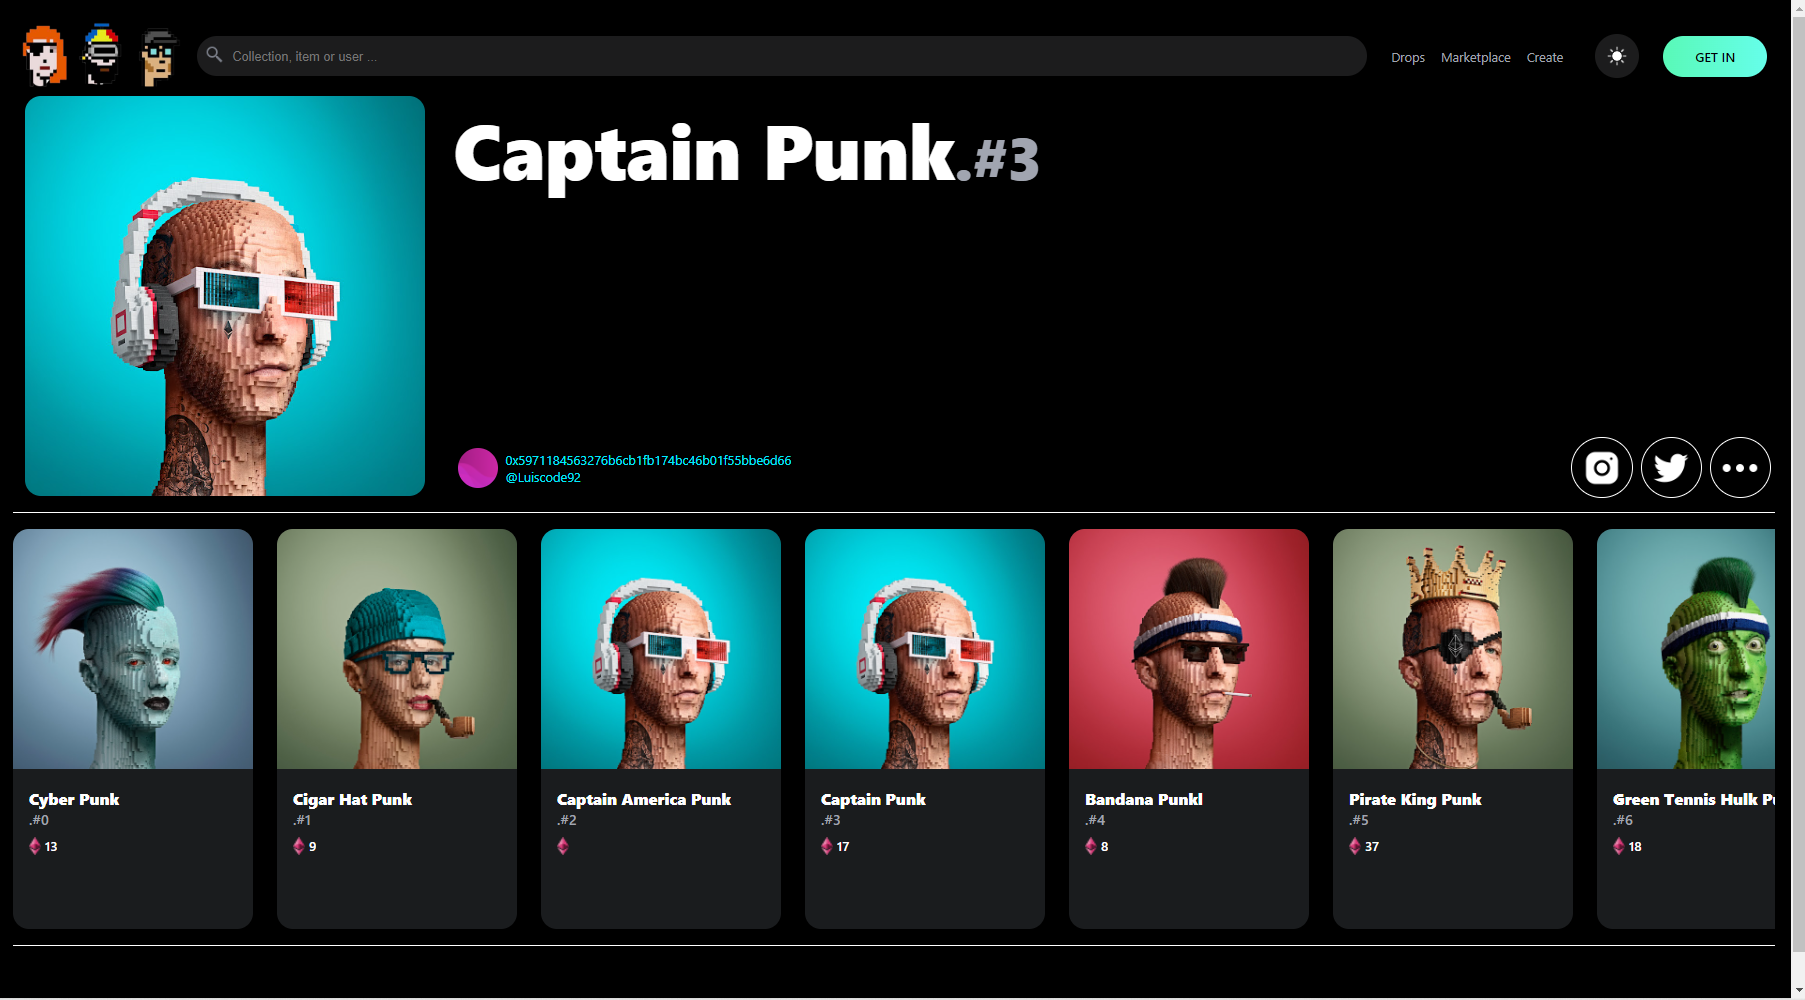 Collection, item or user ...
Drops
Marketplace
Create
GET IN
Captain Punk.#3
0x5971184563276b6cb1fb174bc46b01f55bbe6d66
@Luiscode92
Cyber Punk
.#0
13
Cigar Hat Punk
.#1
9
Captain America Punk
.#2
Captain Punk
.#3
17
Bandana Punkl
.#4
8
Pirate King Punk
.#5
37
Green Tennis Hulk Pu
.#6
18